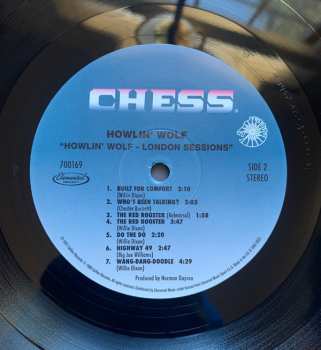 CHESS.
HOWLIN' WOLF
"HOWLIN' WOLF - LONDON SESSIONS"
700169
SIDE 2
STEREO
Elemental
1. BUILT FOR COMFORT 2:10
(Willie Dixon)
2. WHO'S BEEN TALKING? 3:03
(Chester Burnett)
3. THE RED ROOSTER (Rehearsal) 1:58
4. THE RED ROOSTER 3:47
(Willie Dixon)
5. DO THE DO 2:20
(Willie Dixon)
6. HIGHWAY 49 2:47
(Big Joe Williams)
7. WANG-DANG-DOODLE 4:29
(Willie Dixon)
Produced by Norman Dayron